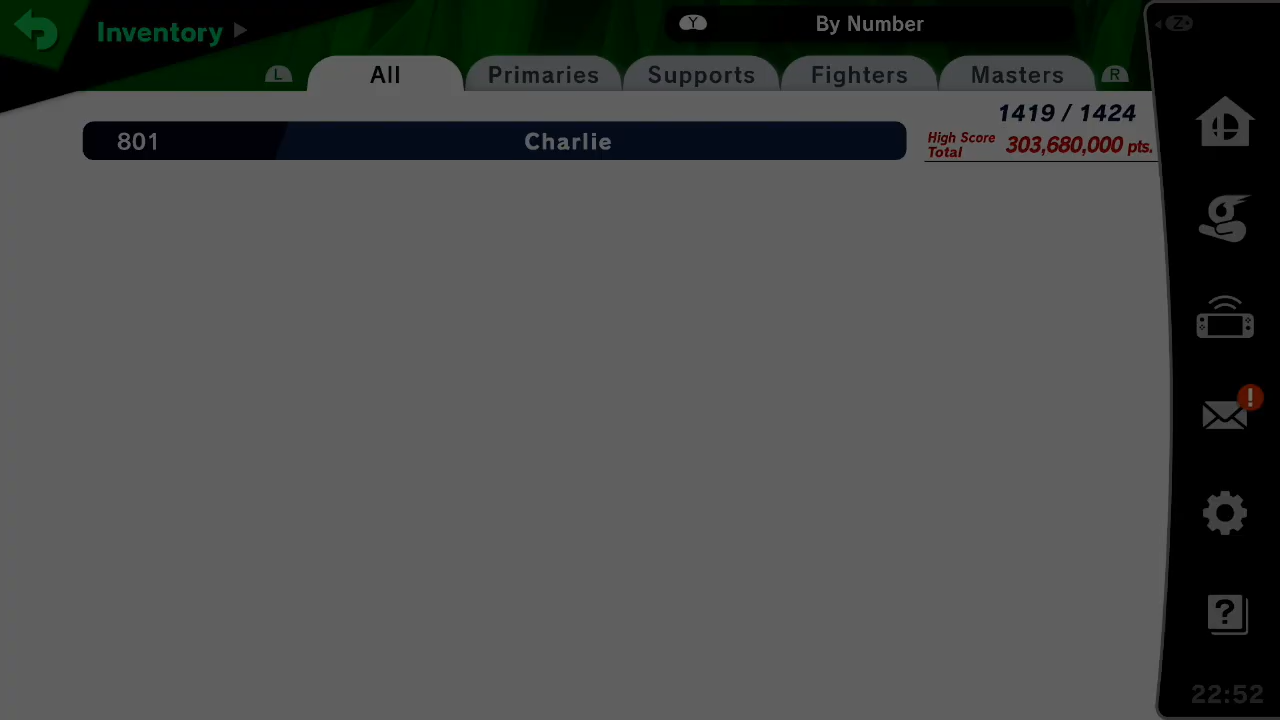 Inventory
Y By Number
Z
L All Primaries Supports Fighters Masters R
1419 / 1424
801 Charlie
High Score Total 303,680,000 pts.
!
?
22:52